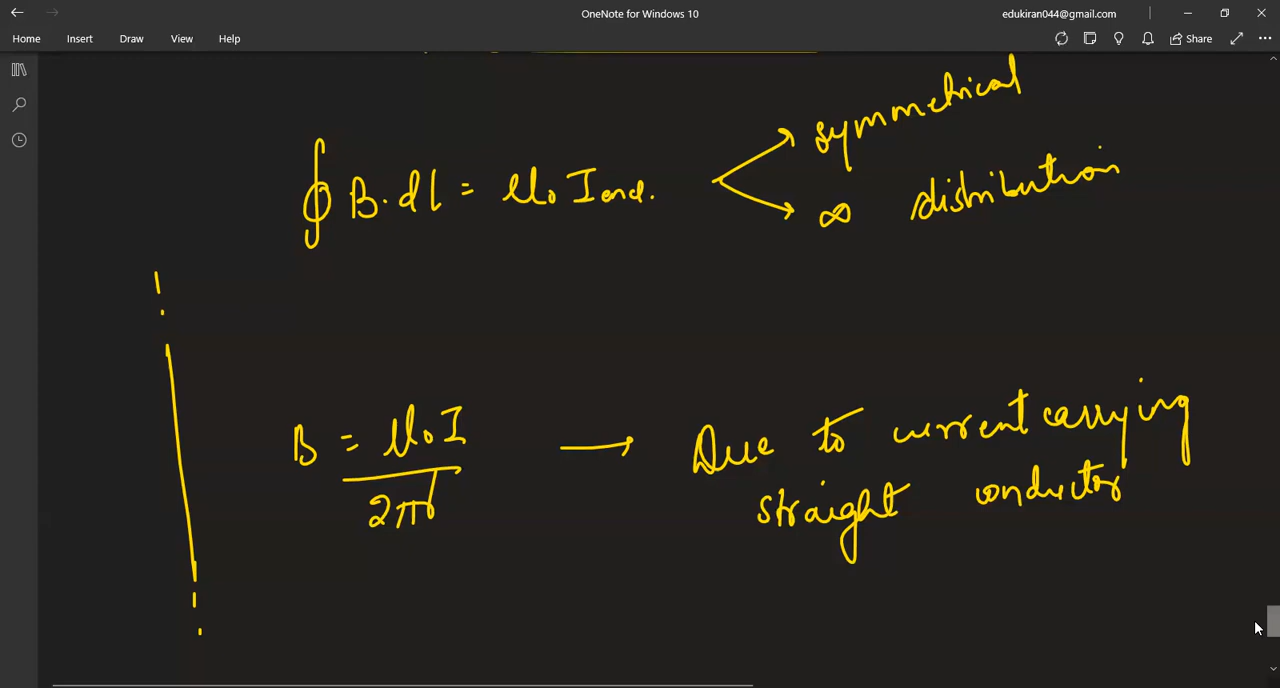 OneNote for Windows 10
edukiran044@gmail.com
Home Insert Draw View Help
Share
symmetrical
∮ B.dl = μ₀ I end.
∞ distribution
B = μ₀I / 2πr → Due to current carrying
straight conductor